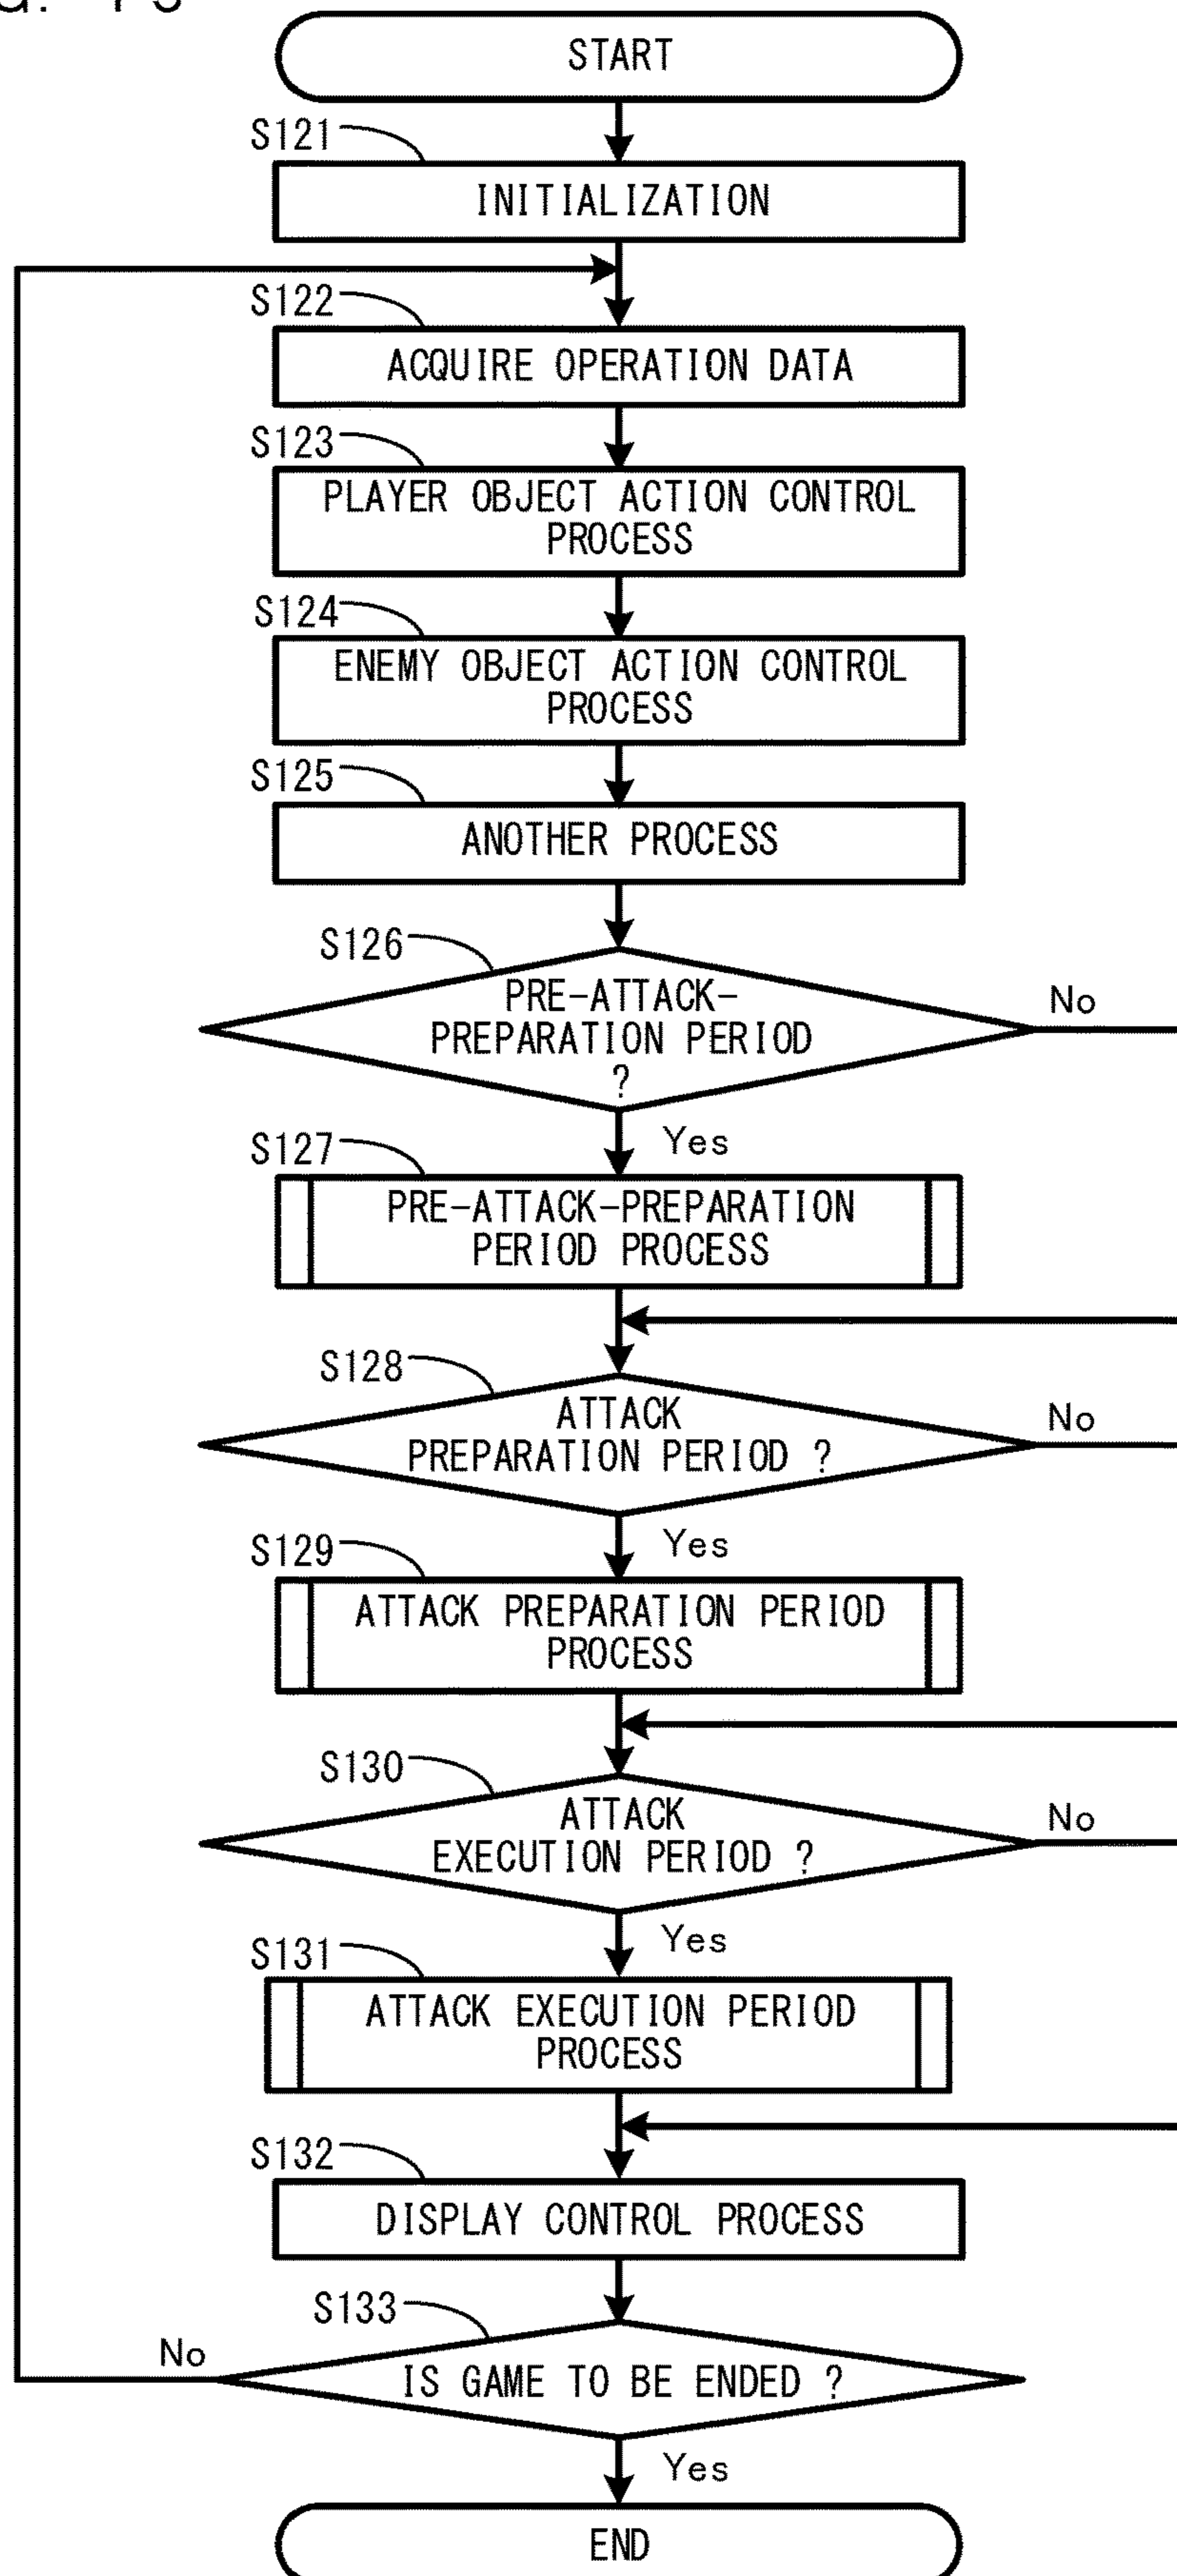 START
S121
INITIALIZATION
S122
ACQUIRE OPERATION DATA
S123
PLAYER OBJECT ACTION CONTROL
PROCESS
S124
ENEMY OBJECT ACTION CONTROL
PROCESS
S125
ANOTHER PROCESS
S126
PRE-ATTACK-
PREPARATION PERIOD
?
No
Yes
S127
PRE-ATTACK-PREPARATION
PERIOD PROCESS
S128
ATTACK
PREPARATION PERIOD ?
No
Yes
S129
ATTACK PREPARATION PERIOD
PROCESS
S130
ATTACK
EXECUTION PERIOD ?
No
Yes
S131
ATTACK EXECUTION PERIOD
PROCESS
S132
DISPLAY CONTROL PROCESS
S133
No
IS GAME TO BE ENDED ?
Yes
END